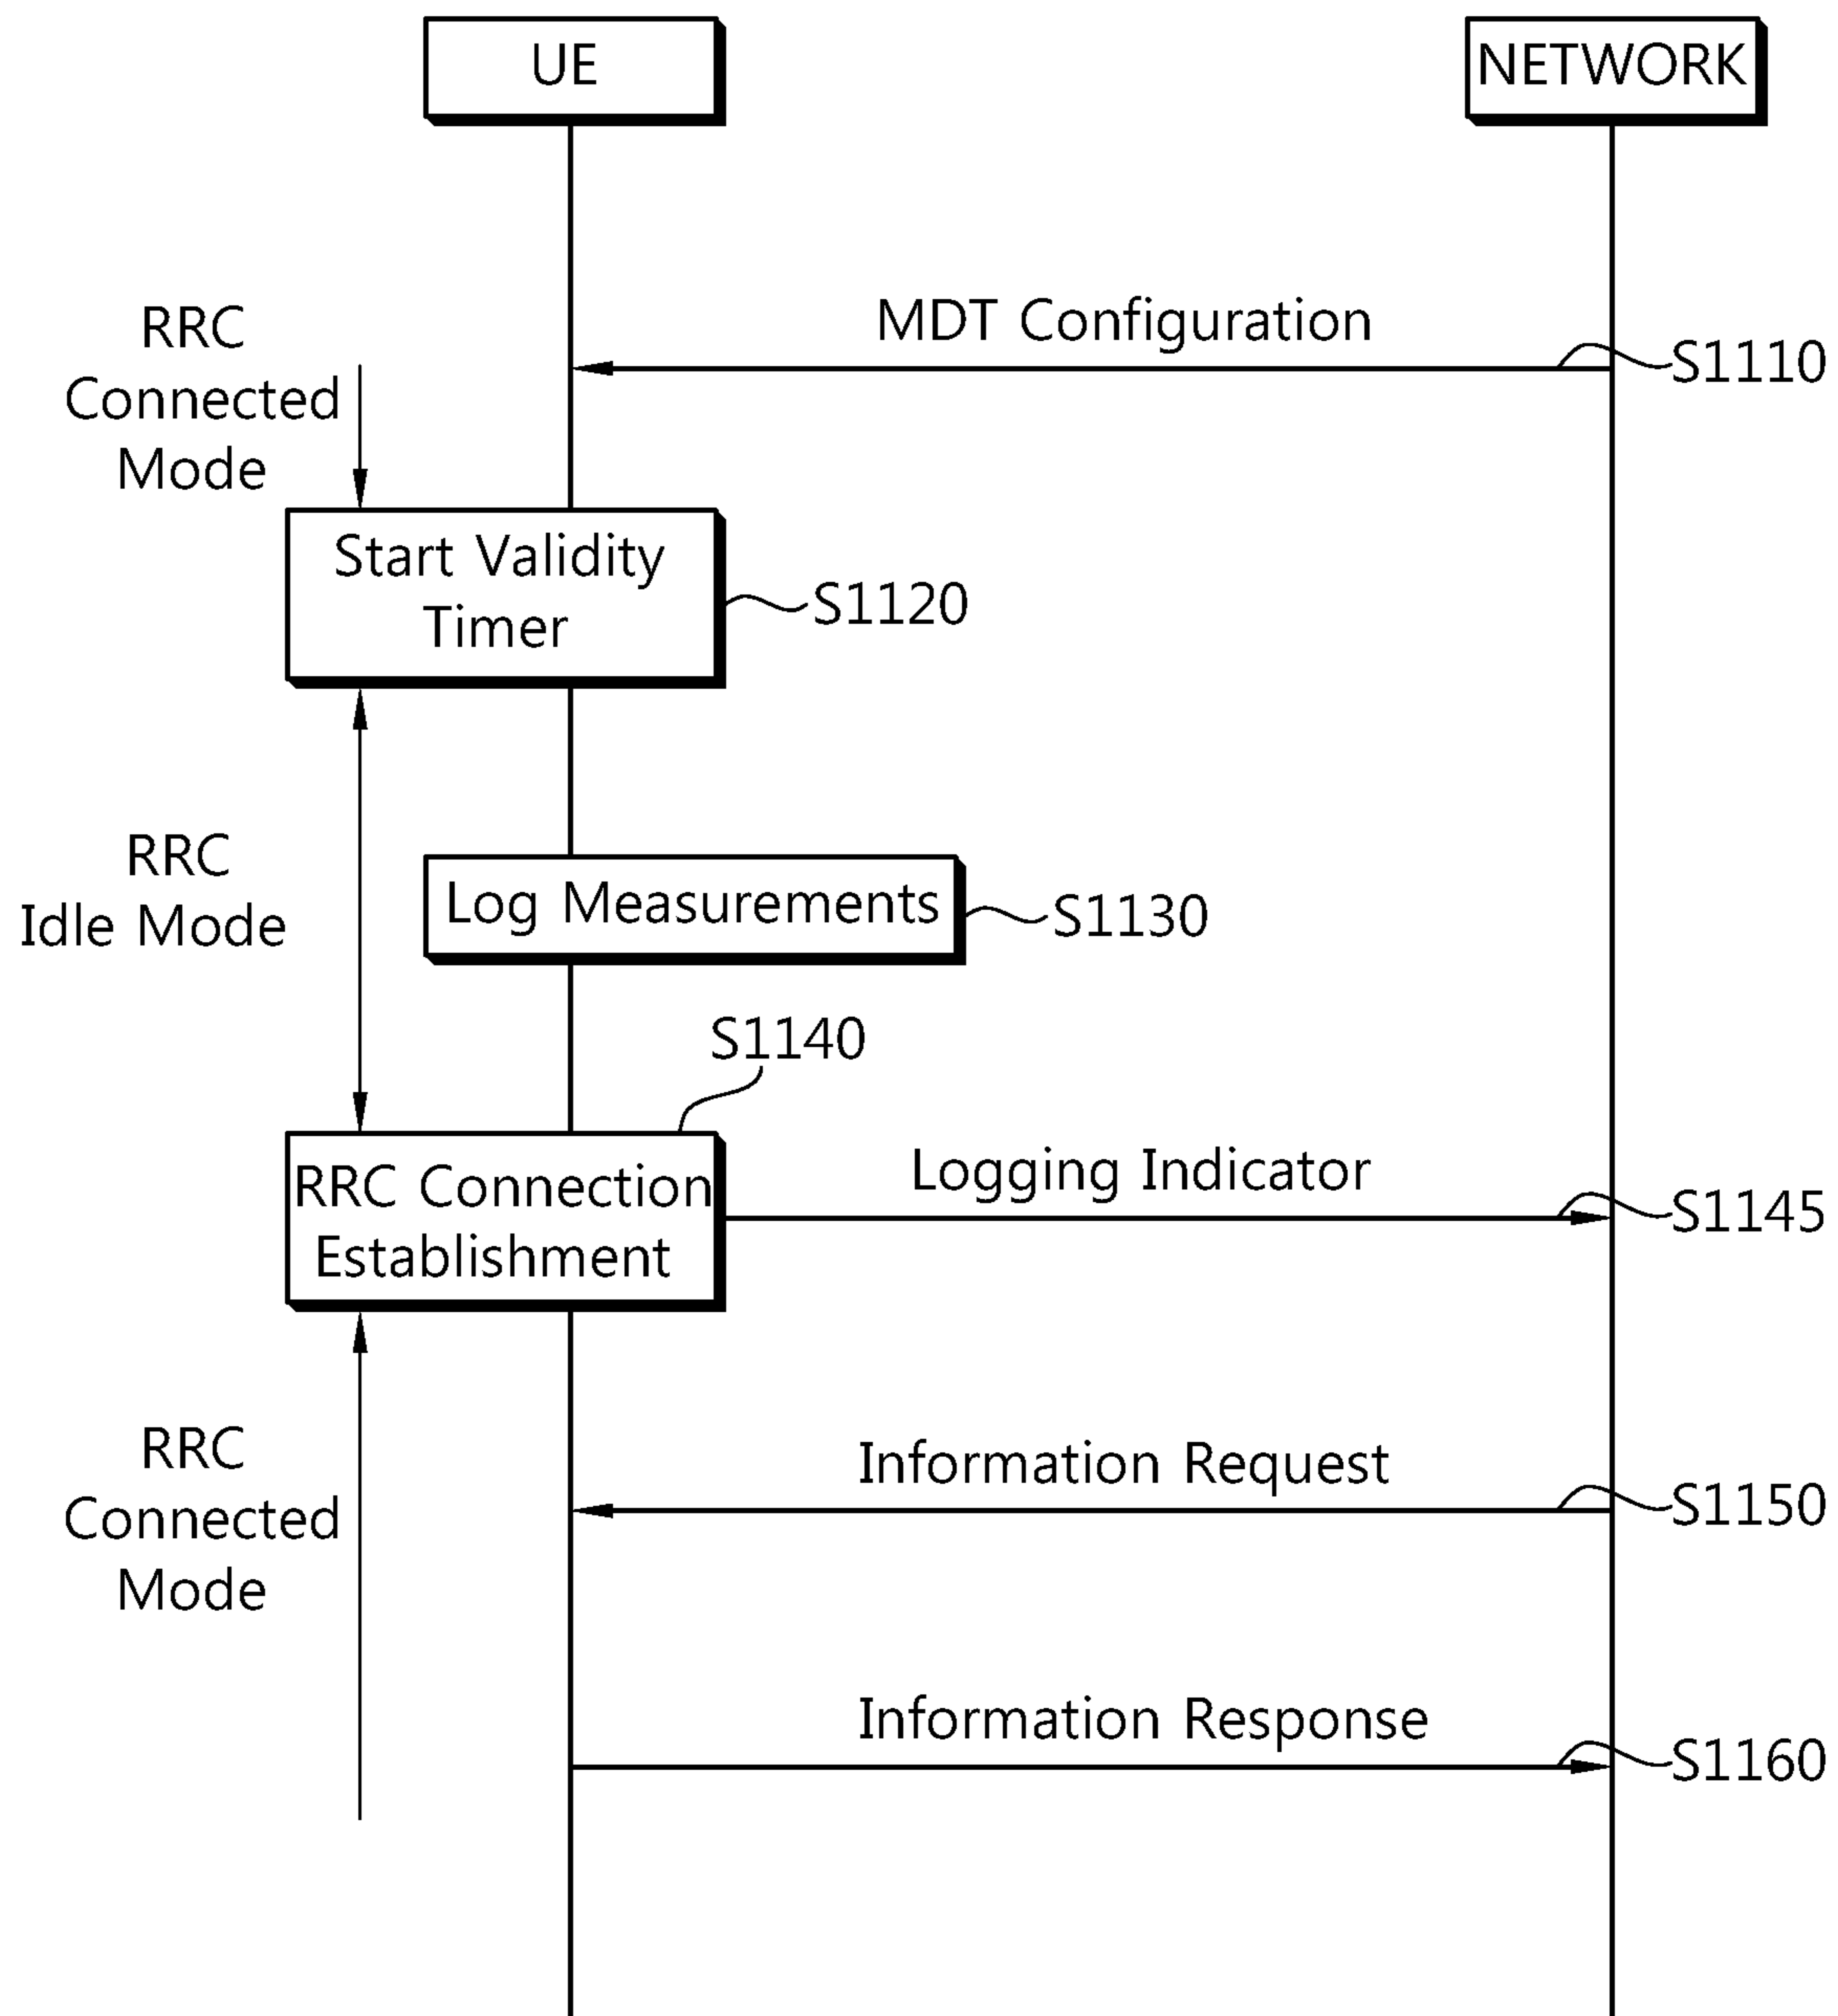 UE
NETWORK
MDT Configuration
S1110
RRC
Connected
Mode
Start Validity
Timer
S1120
RRC
Idle Mode
Log Measurements
S1130
S1140
RRC Connection
Establishment
Logging Indicator
S1145
RRC
Connected
Mode
Information Request
S1150
Information Response
S1160